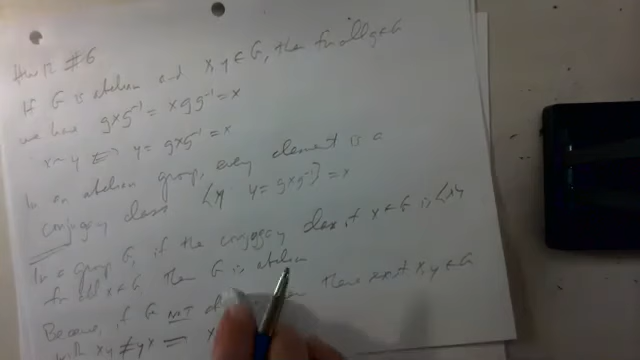 HWR #6
If G is abelian and x, y ∈ G, then for all g ∈ G
we have gxg⁻¹ = xgg⁻¹ = x
x ~ y ⟺ y = gxg⁻¹ = x
In an abelian group, every element is a
conjugacy class {y y = gxg⁻¹} = x
In a group G, if the conjugacy class of x ∈ G is {x}
for all x ∈ G then G is abelian
Because, if G NOT there exist x, y ∈ G
with xy ≠ yx ⇒ x